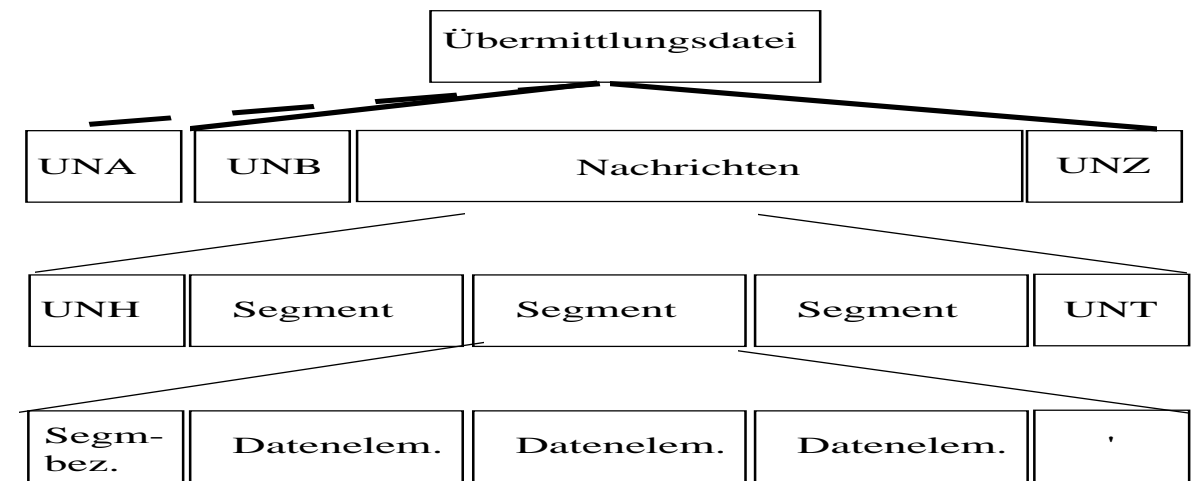 Übermittlungsdatei
UNA UNB Nachrichten UNZ
UNH Segment Segment Segment UNT
Segm-
bez. Datenelem. Datenelem. Datenelem. '